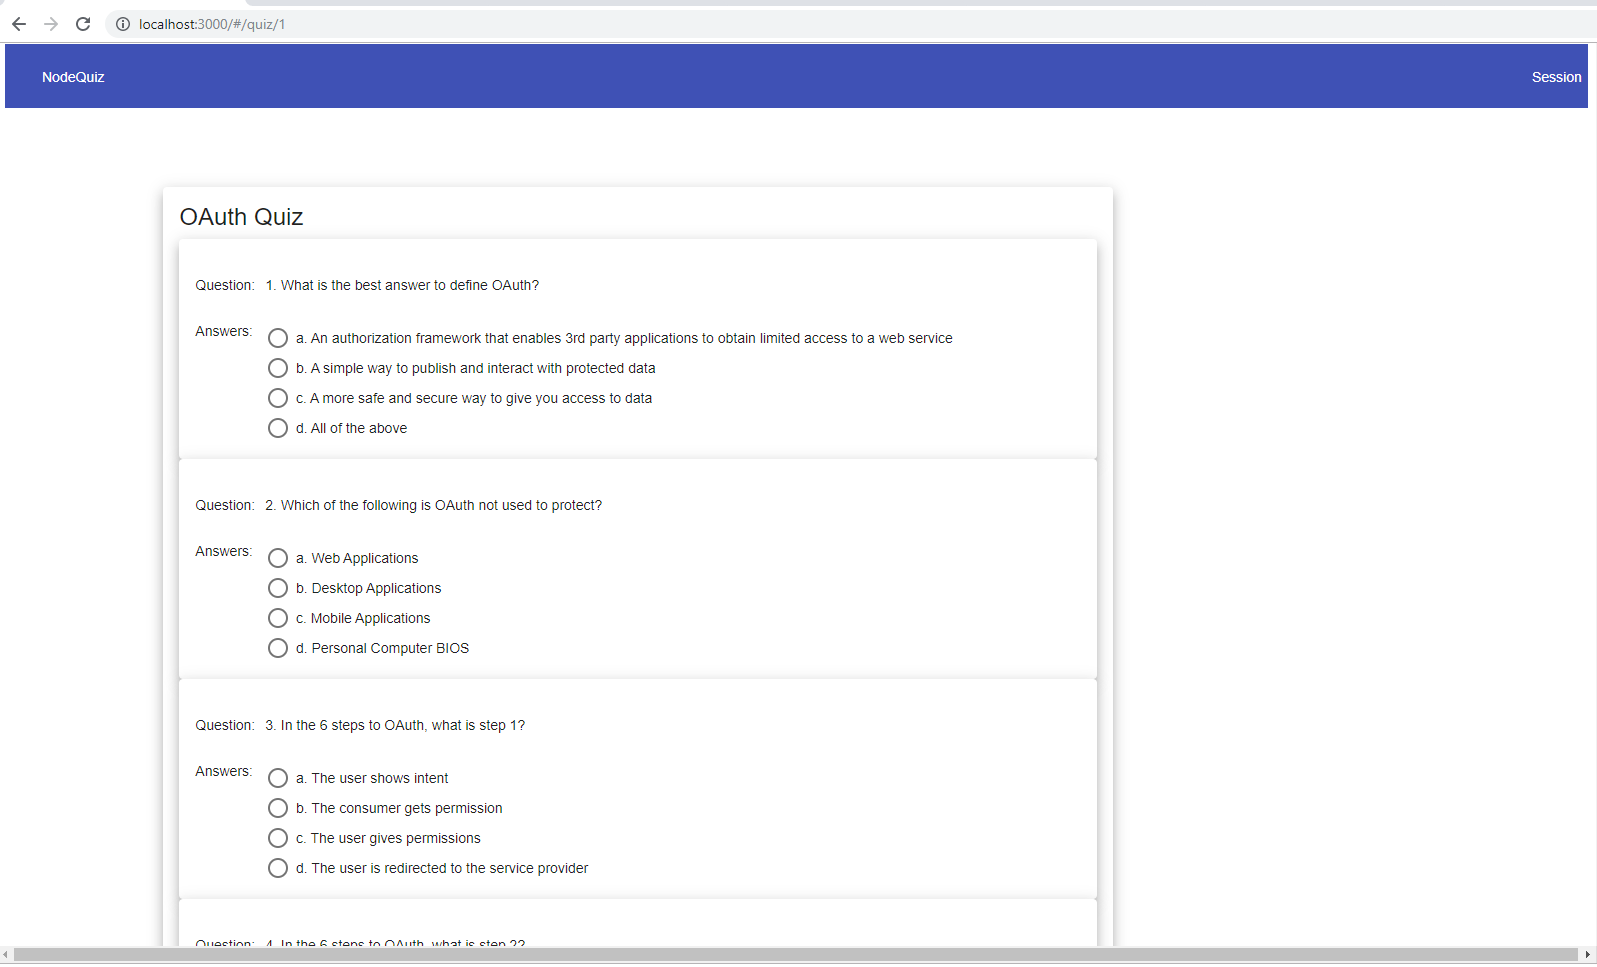 localhost:3000/#/quiz/1
NodeQuiz
Session
OAuth Quiz
Question: 1. What is the best answer to define OAuth?
Answers:
a. An authorization framework that enables 3rd party applications to obtain limited access to a web service
b. A simple way to publish and interact with protected data
c. A more safe and secure way to give you access to data
d. All of the above
Question: 2. Which of the following is OAuth not used to protect?
Answers:
a. Web Applications
b. Desktop Applications
c. Mobile Applications
d. Personal Computer BIOS
Question: 3. In the 6 steps to OAuth, what is step 1?
Answers:
a. The user shows intent
b. The consumer gets permission
c. The user gives permissions
d. The user is redirected to the service provider
Question: 4. In the 6 steps to OAuth, what is step 2?